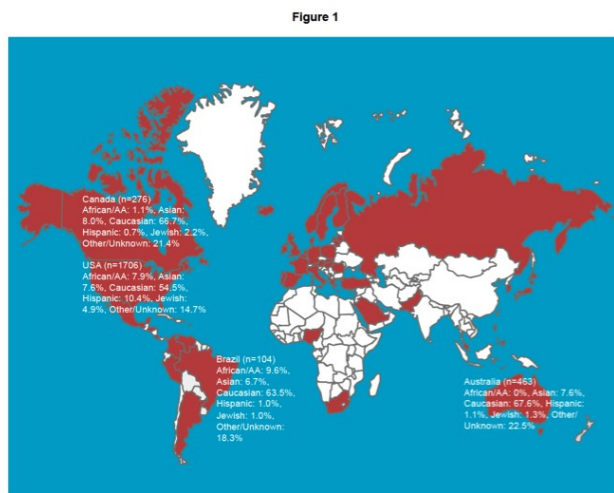 Figure 1
Canada (n=276)
African/AA: 1.1%, Asian:
8.0%, Caucasian: 66.7%,
Hispanic: 0.7%, Jewish: 2.2%,
Other/Unknown: 21.4%
USA (n=1706)
African/AA: 7.9%, Asian:
7.6%, Caucasian: 54.5%,
Hispanic: 10.4%, Jewish:
4.9%, Other/Unknown: 14.7%
Brazil (n=104)
African/AA: 9.6%,
Asian: 6.7%,
Caucasian: 63.5%,
Hispanic: 1.0%,
Jewish: 1.0%,
Other/Unknown:
18.3%
Australia (n=463)
African/AA: 0%, Asian: 7.6%,
Caucasian: 67.6%, Hispanic:
1.1%, Jewish: 1.3%, Other/
Unknown: 22.5%